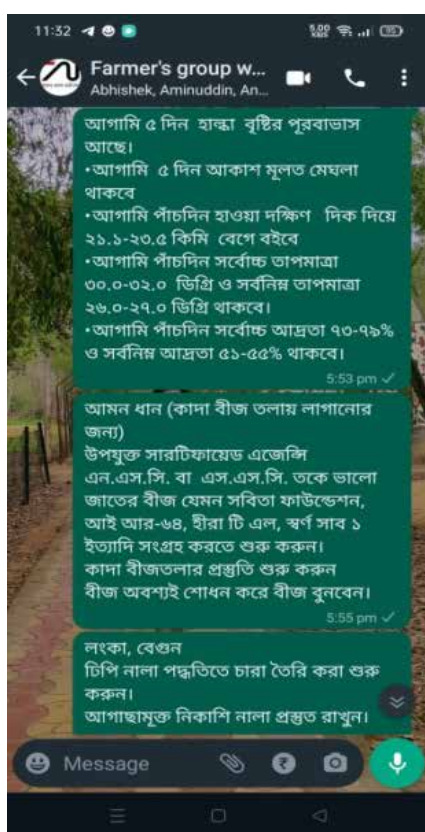 11:32
5.00 KB/S
95
Farmer's group w...
Abhishek, Aminuddin, An...
আগামি ৫ দিন হাল্কা বৃষ্টির পূরবাভাস
আছে।
•আগামি ৫ দিন আকাশ মূলত মেঘলা
থাকবে
•আগামি পাঁচদিন হাওয়া দক্ষিণ দিক দিয়ে
২১.১-২৩.৫ কিমি বেগে বইবে
•আগামি পাঁচদিন সর্বোচ্চ তাপমাত্রা
৩০.০-৩২.০ ডিগ্রি ও সর্বনিম্ন তাপমাত্রা
২৬.০-২৭.০ ডিগ্রি থাকবে।
•আগামি পাঁচদিন সর্বোচ্চ আদ্রতা ৭৩-৭৯%
ও সর্বনিম্ন আদ্রতা ৫১-৫৫% থাকবে।
5:53 pm
আমন ধান (কাদা বীজ তলায় লাগানোর
জন্য)
উপযুক্ত সারটিফায়েড এজেন্সি
এন.এস.সি. বা এস.এস.সি. তকে ভালো
জাতের বীজ যেমন সবিতা ফাউন্ডেশন,
আই আর-৬৪, হীরা টি এল, স্বর্ণ সাব ১
ইত্যাদি সংগ্রহ করতে শুরু করুন।
কাদা বীজতলার প্রস্তুতি শুরু করুন
বীজ অবশ্যই শোধন করে বীজ বুনবেন।
5:55 pm
লংকা, বেগুন
ঢিপি নালা পদ্ধতিতে চারা তৈরি করা শুরু
করুন।
আগাছামূক্ত নিকাশি নালা প্রস্তুত রাখুন।
Message